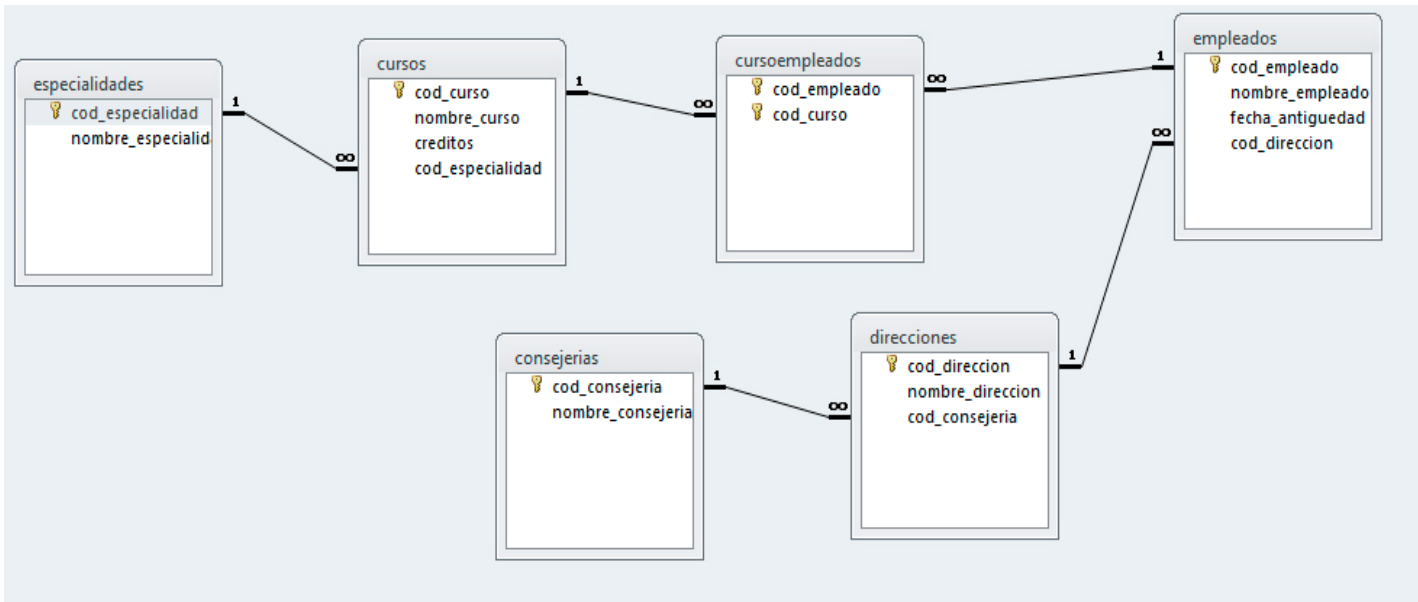 especialidades
cod_especialidad
nombre_especialid
1
∞
cursos
cod_curso
nombre_curso
creditos
cod_especialidad
1
∞
cursoempleados
cod_empleado
cod_curso
∞
1
empleados
cod_empleado
nombre_empleado
fecha_antiguedad
cod_direccion
∞
consejerias
cod_consejeria
nombre_consejeria
1
∞
direcciones
cod_direccion
nombre_direccion
cod_consejeria
1